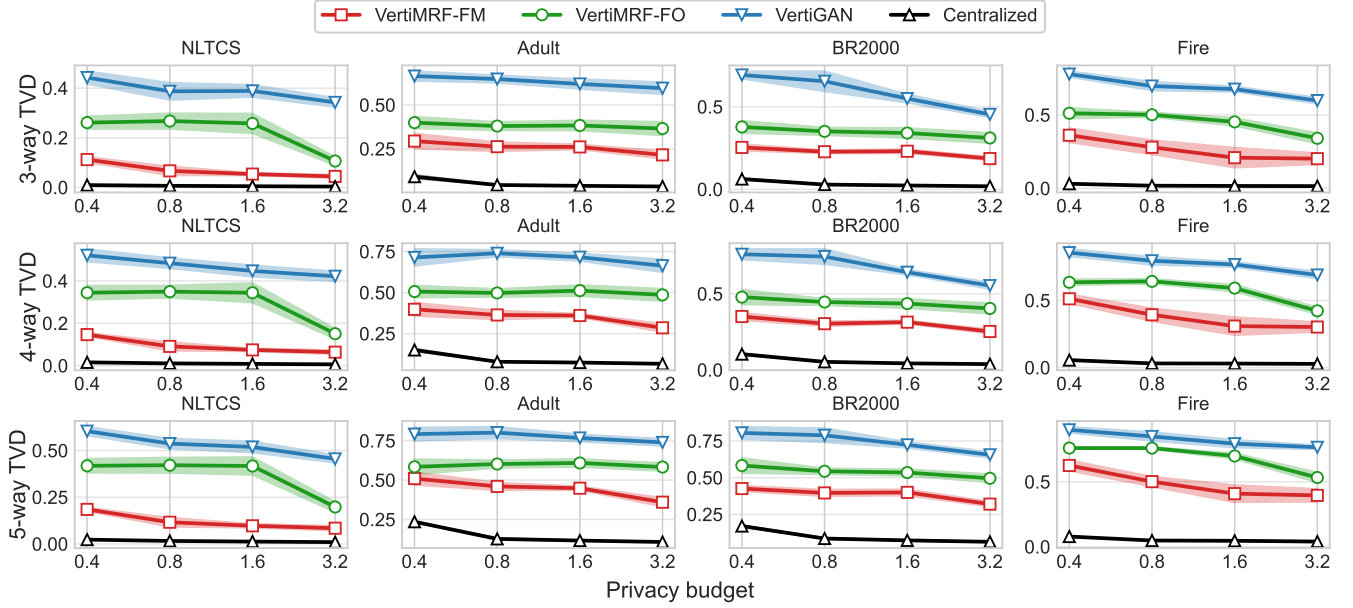 VertiMRF-FM VertiMRF-FO VertiGAN Centralized
NLTCS Adult BR2000 Fire
3-way TVD
0.4 0.50 0.5 0.5
0.2 0.25
0.0 0.0 0.0
0.4 0.8 1.6 3.2 0.4 0.8 1.6 3.2 0.4 0.8 1.6 3.2 0.4 0.8 1.6 3.2
NLTCS Adult BR2000 Fire
4-way TVD
0.4 0.75 0.5 0.5
0.2 0.50
0.0 0.25 0.0 0.0
0.4 0.8 1.6 3.2 0.4 0.8 1.6 3.2 0.4 0.8 1.6 3.2 0.4 0.8 1.6 3.2
NLTCS Adult BR2000 Fire
5-way TVD
0.50 0.75 0.75 0.5
0.25 0.50 0.50
0.00 0.25 0.25 0.0
0.4 0.8 1.6 3.2 0.4 0.8 1.6 3.2 0.4 0.8 1.6 3.2 0.4 0.8 1.6 3.2
Privacy budget